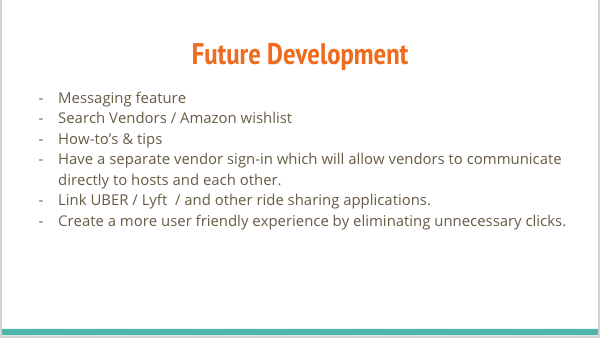 Future Development
- Messaging feature
- Search Vendors / Amazon wishlist
- How-to’s & tips
- Have a separate vendor sign-in which will allow vendors to communicate
directly to hosts and each other.
- Link UBER / Lyft  / and other ride sharing applications.
- Create a more user friendly experience by eliminating unnecessary clicks.